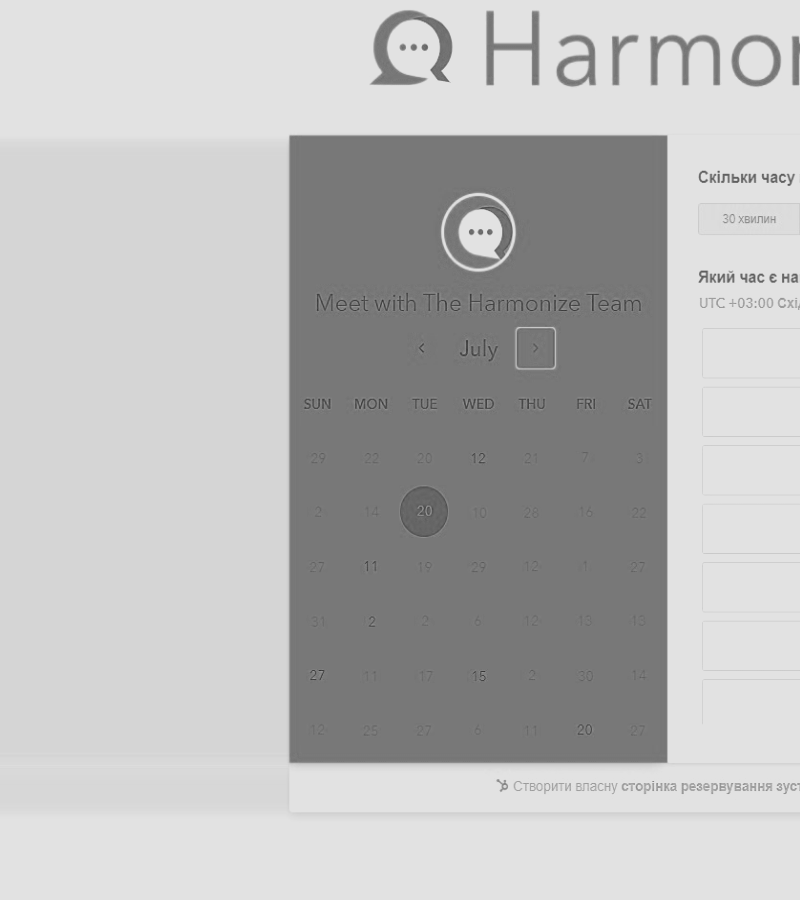 Harmon
Meet with The Harmonize Team
July
SUN MON TUE WED THU FRI SAT
29 22 20 12 21 7 3
2 14 20 10 28 16 22
27 11 19 29 12 1 27
31 2 2 6 12 13 13
27 11 17 15 2 30 14
12 25 27 6 11 20 27
Скільки часу
30 хвилин
Який час є на
UTC +03:00 Схі
Створити власну сторінка резервування зуст